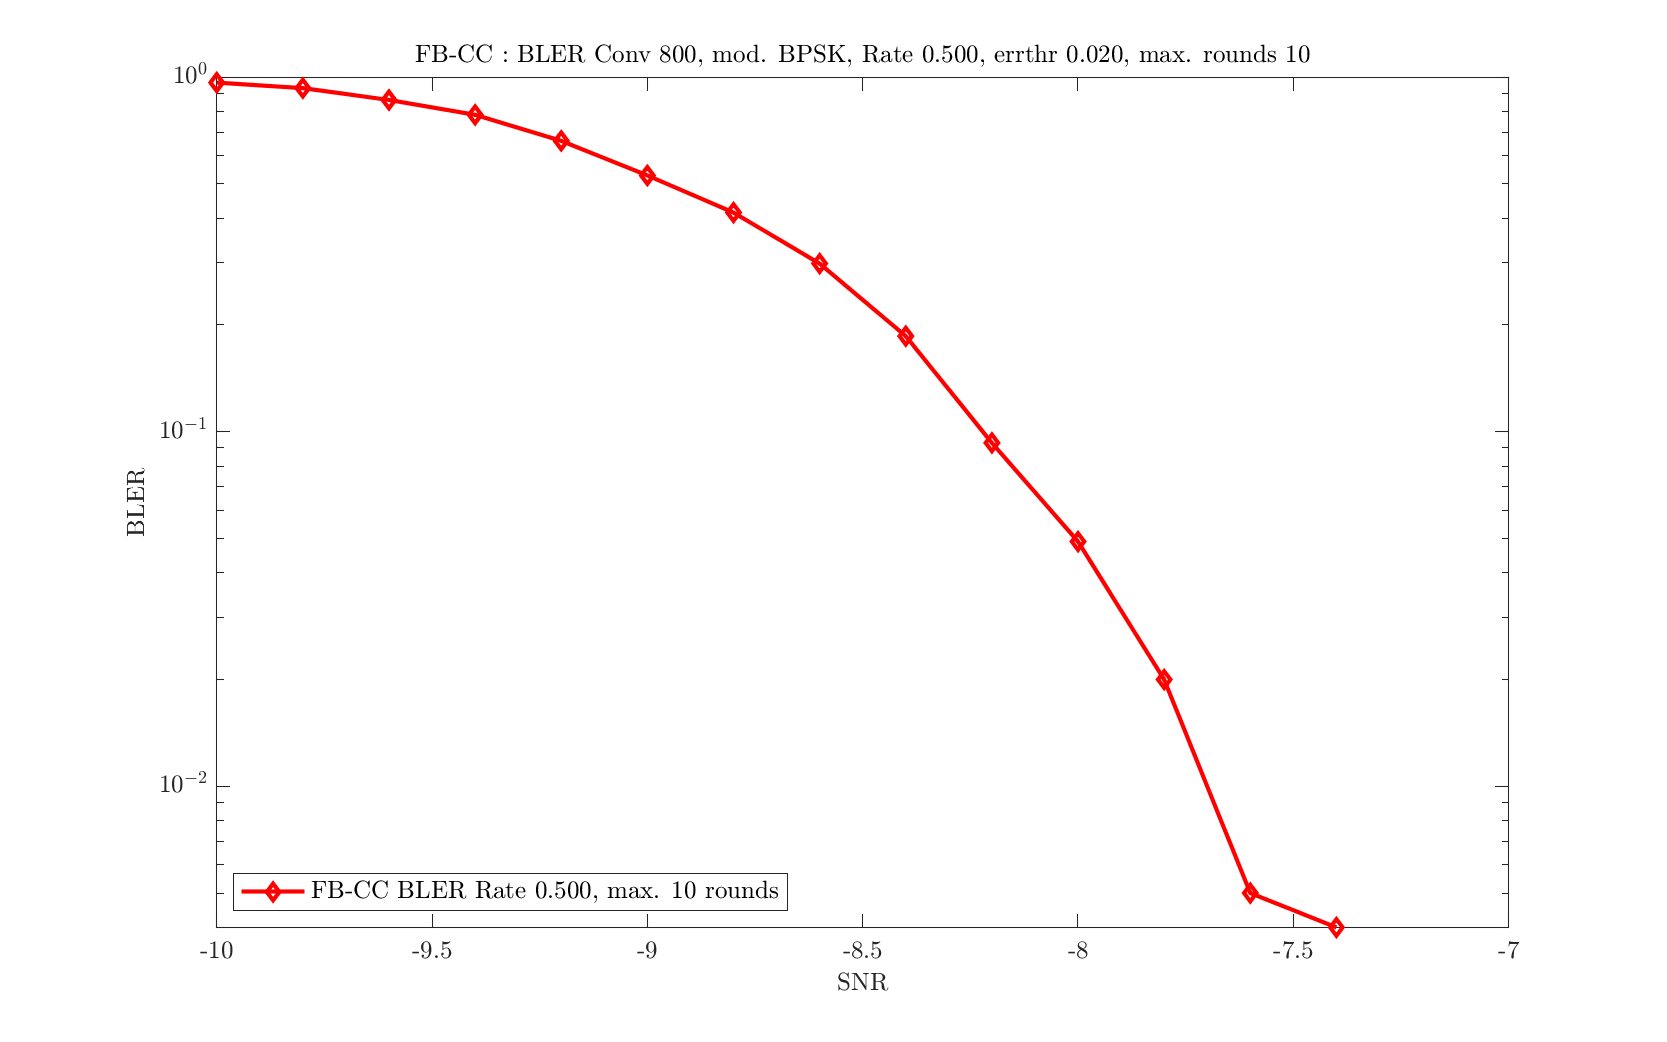 FB-CC : BLER Conv 800, mod. BPSK, Rate 0.500, errthr 0.020, max. rounds 10
10^0
10^{-1}
10^{-2}
BLER
FB-CC BLER Rate 0.500, max. 10 rounds
-10 -9.5 -9 -8.5 -8 -7.5 -7
SNR